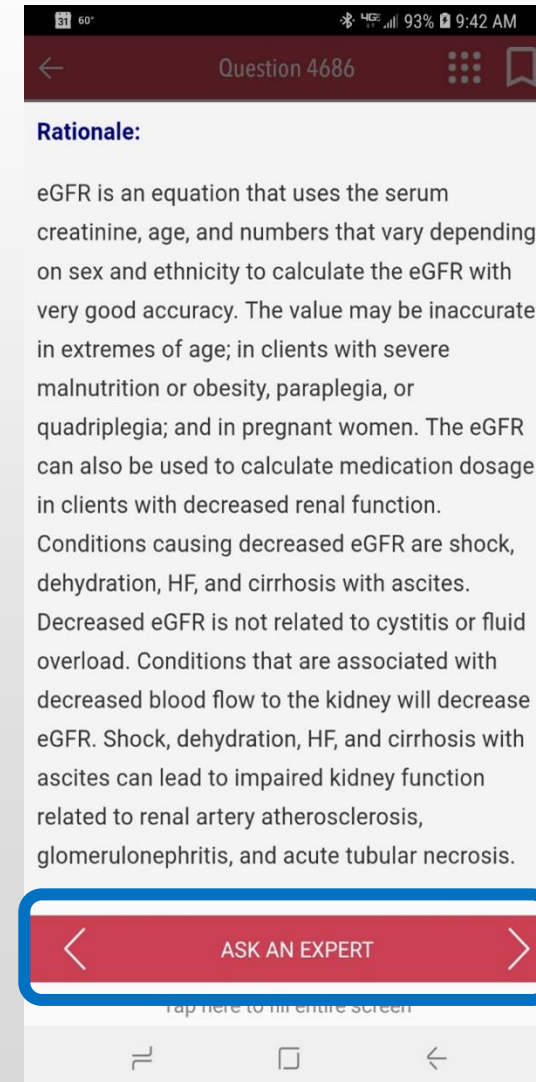 31 60° 4GE 93% 9:42 AM
Question 4686
Rationale:
eGFR is an equation that uses the serum
creatinine, age, and numbers that vary depending
on sex and ethnicity to calculate the eGFR with
very good accuracy. The value may be inaccurate
in extremes of age; in clients with severe
malnutrition or obesity, paraplegia, or
quadriplegia; and in pregnant women. The eGFR
can also be used to calculate medication dosage
in clients with decreased renal function.
Conditions causing decreased eGFR are shock,
dehydration, HF, and cirrhosis with ascites.
Decreased eGFR is not related to cystitis or fluid
overload. Conditions that are associated with
decreased blood flow to the kidney will decrease
eGFR. Shock, dehydration, HF, and cirrhosis with
ascites can lead to impaired kidney function
related to renal artery atherosclerosis,
glomerulonephritis, and acute tubular necrosis.
ASK AN EXPERT
Tap here to fill entire screen